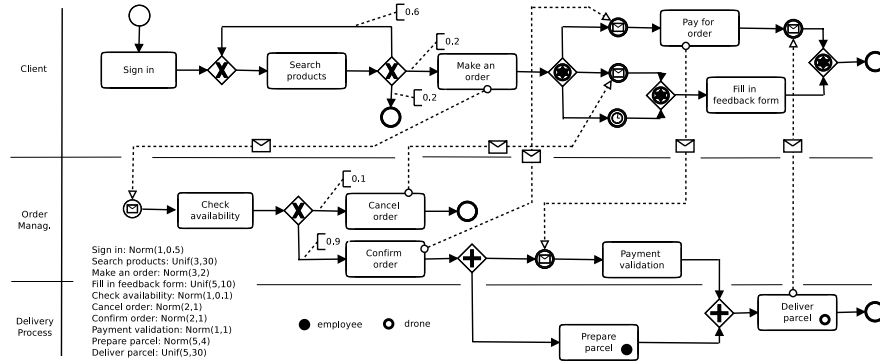 0.6
0.2
Client
Sign in
Search
products
Make an
order
Pay for
order
0.2
Fill in
feedback form
Order
Manag.
Check
availability
0.1
Cancel
order
0.9
Confirm
order
Payment
validation
Sign in: Norm(1,0.5)
Search products: Unif(3,30)
Make an order: Norm(3,2)
Fill in feedback form: Unif(5,10)
Check availability: Norm(1,0.1)
Cancel order: Norm(2,1)
Confirm order: Norm(2,1)
Payment validation: Norm(1,1)
Prepare parcel: Norm(5,4)
Deliver parcel: Unif(5,30)
Delivery
Process
employee
drone
Prepare
parcel
Deliver
parcel